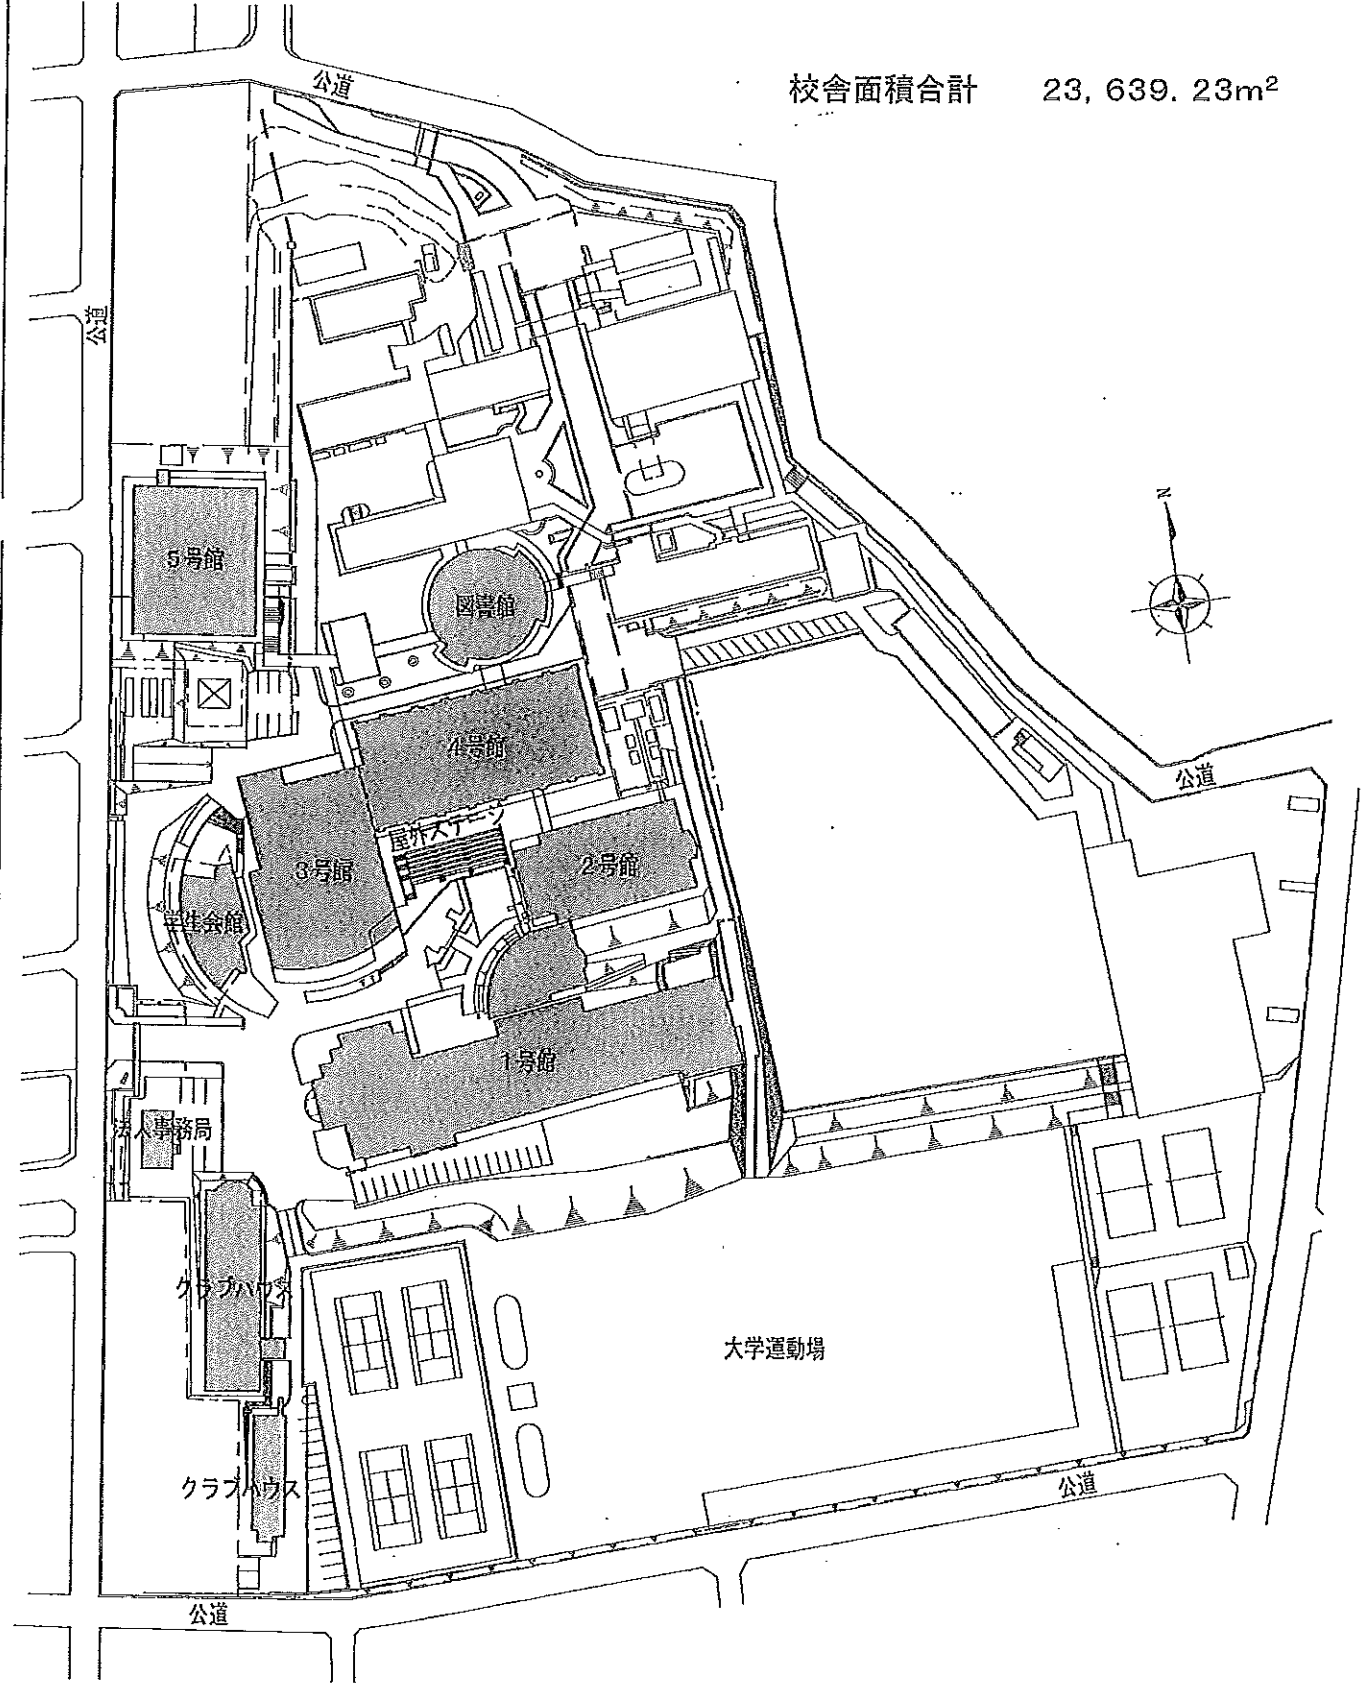 公道
校舎面積合計 23,639.23m²
公道
N
5号館
図書館
4号館
公道
屋外ステージ
2号館
3号館
学生会館
1号館
法人事務局
クラブハウス
大学運動場
クラブハウス
公道
公道